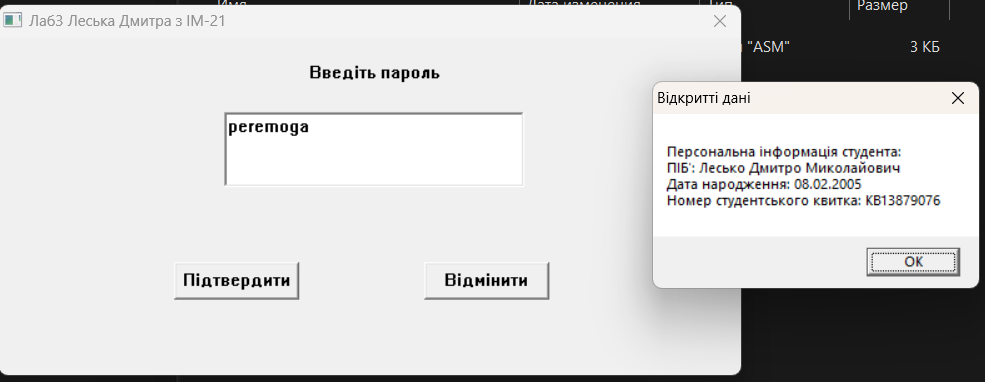 Имя
Дата изменения
Тип
Размер
Лаб3 Леська Дмитра з ІМ-21
"ASM"
3 КБ
Введіть пароль
peremoga
Підтвердити
Відмінити
Відкритті дані
Персональна інформація студента:
ПІБ': Лесько Дмитро Миколайович
Дата народження: 08.02.2005
Номер студентського квитка: КВ13879076
OK